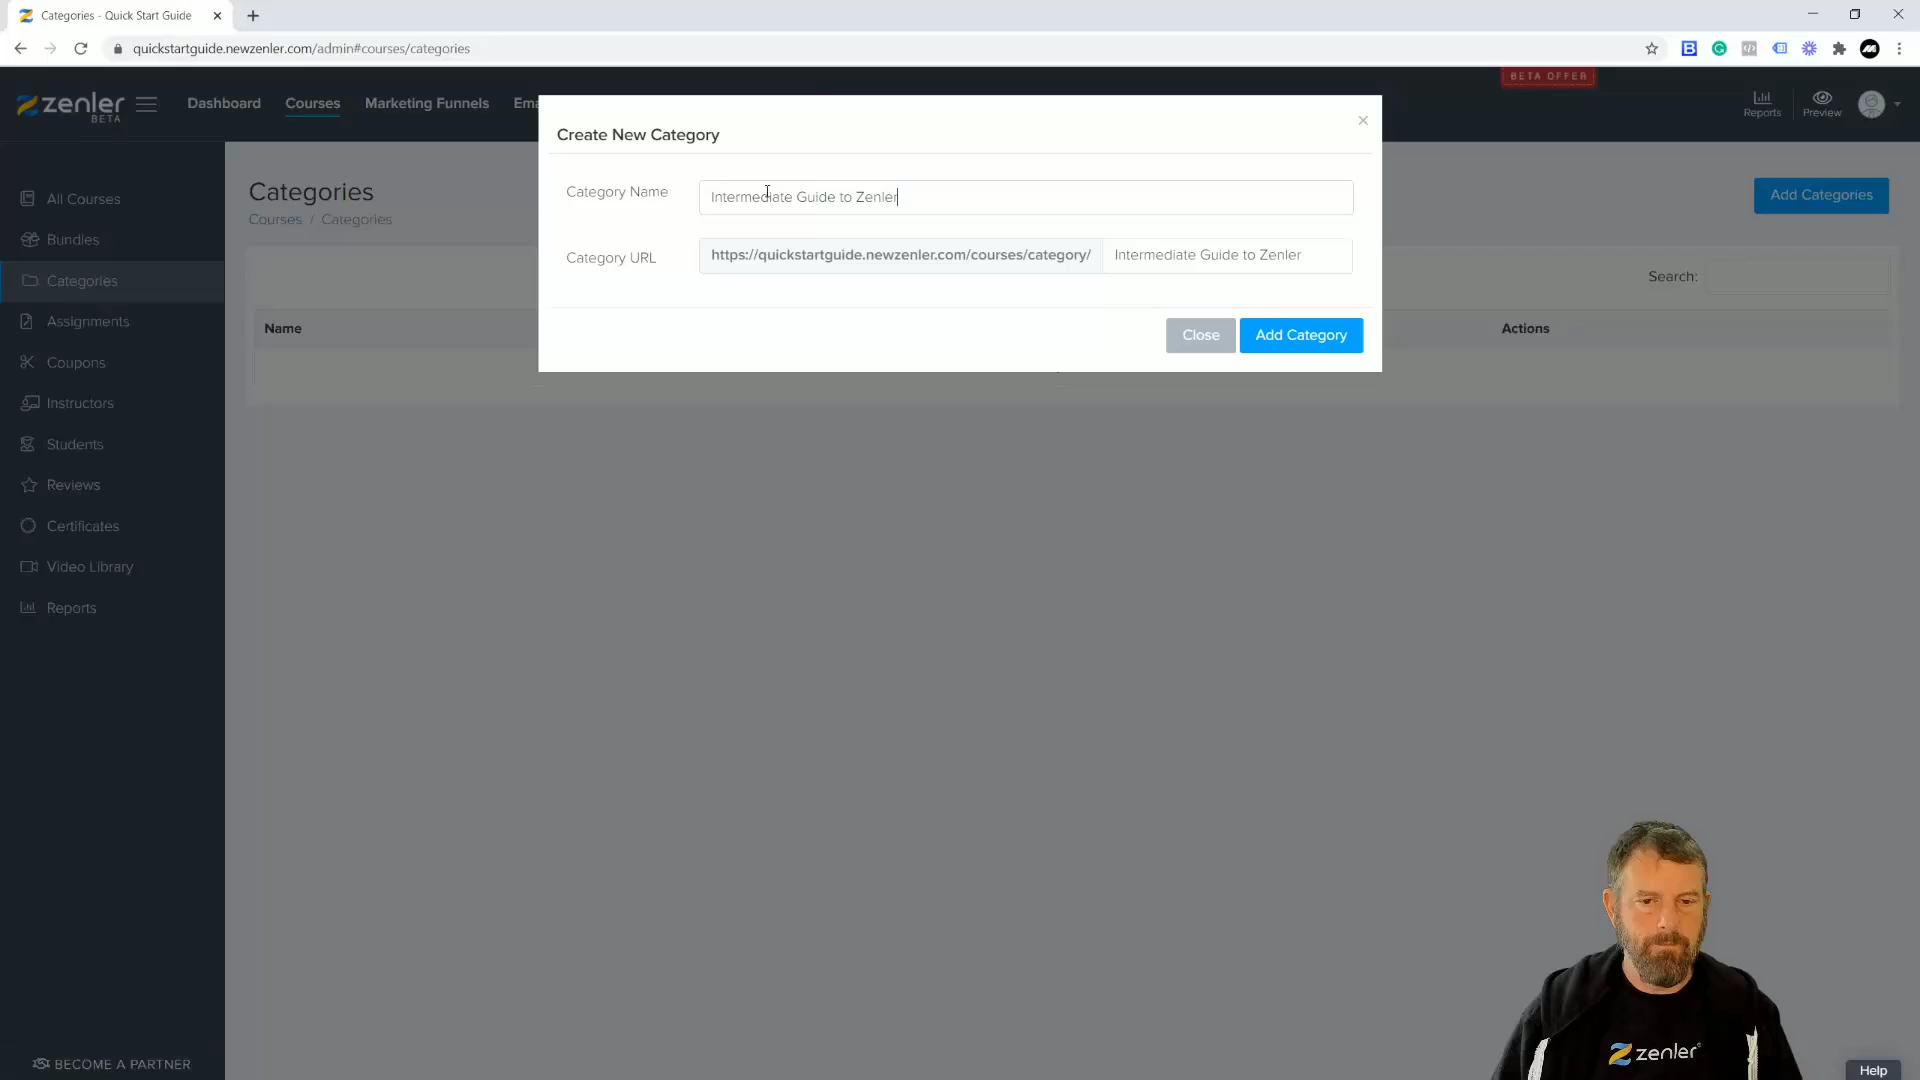 Categories - Quick Start Guide
quickstartguide.newzenler.com/admin#courses/categories
BETA OFFER
zenler
BETA
Dashboard
Courses
Marketing Funnels
Ema
Reports
Preview
Create New Category
Category Name
Intermediate Guide to Zenler
Category URL
https://quickstartguide.newzenler.com/courses/category/
Intermediate Guide to Zenler
Close
Add Category
All Courses
Bundles
Categories
Assignments
Coupons
Instructors
Students
Reviews
Certificates
Video Library
Reports
BECOME A PARTNER
Categories
Courses / Categories
Add Categories
Search:
Name
Actions
zenler
Help